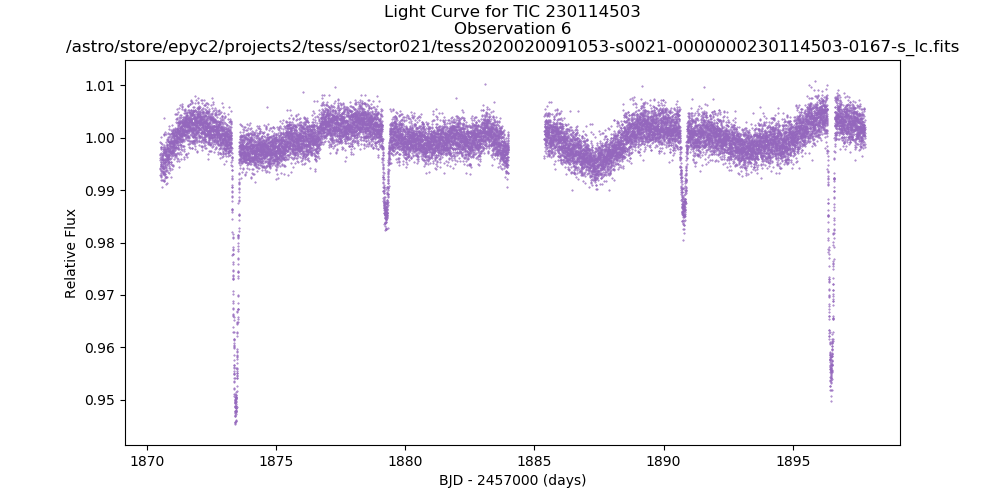 Light Curve for TIC 230114503
Observation 6
/astro/store/epyc2/projects2/tess/sector021/tess2020020091053-s0021-0000000230114503-0167-s_lc.fits
1.01
1.00
0.99
0.98
0.97
0.96
0.95
Relative Flux
1870 1875 1880 1885 1890 1895
BJD - 2457000 (days)